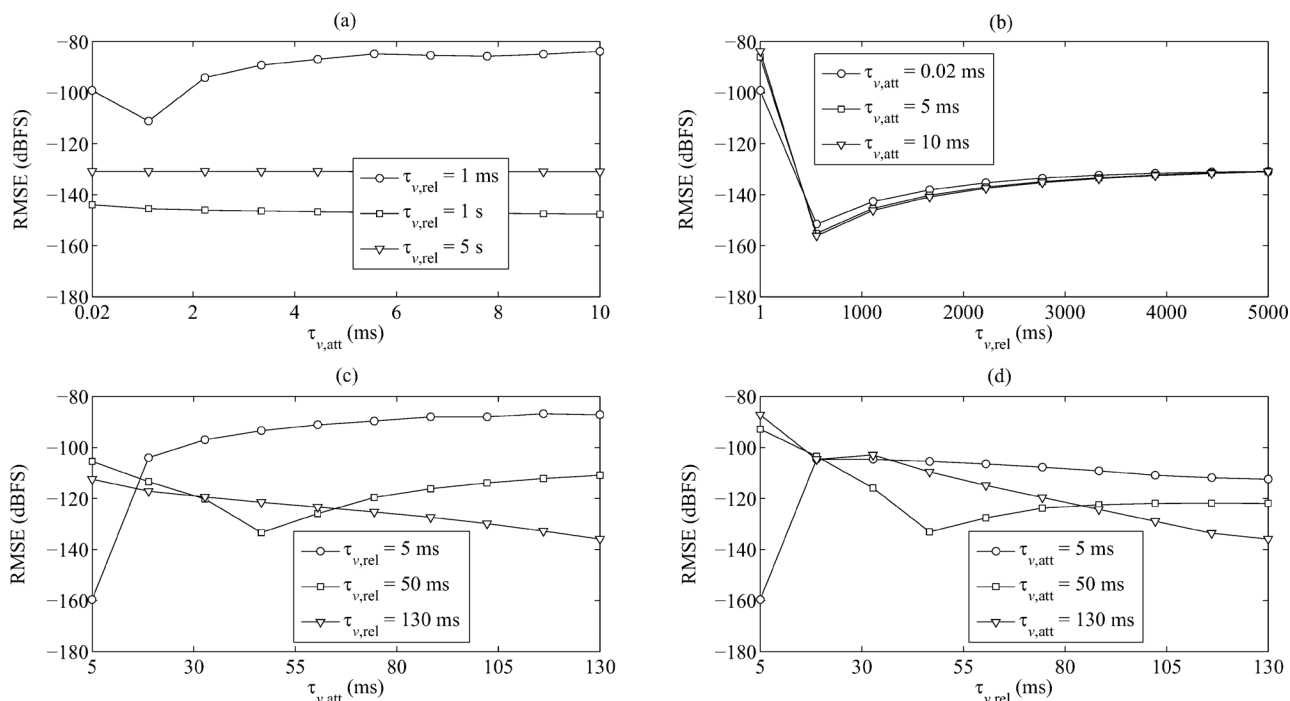 (a)
−80
−100
−120
−140
−160
−180
RMSE (dBFS)
τv,rel = 1 ms
τv,rel = 1 s
τv,rel = 5 s
0.02 2 4 6 8 10
τv,att (ms)
(b)
−80
−100
−120
−140
−160
−180
RMSE (dBFS)
τv,att = 0.02 ms
τv,att = 5 ms
τv,att = 10 ms
1 1000 2000 3000 4000 5000
τv,rel (ms)
(c)
−80
−100
−120
−140
−160
−180
RMSE (dBFS)
τv,rel = 5 ms
τv,rel = 50 ms
τv,rel = 130 ms
5 30 55 80 105 130
τv,att (ms)
(d)
−80
−100
−120
−140
−160
−180
RMSE (dBFS)
τv,att = 5 ms
τv,att = 50 ms
τv,att = 130 ms
5 30 55 80 105 130
τv,rel (ms)